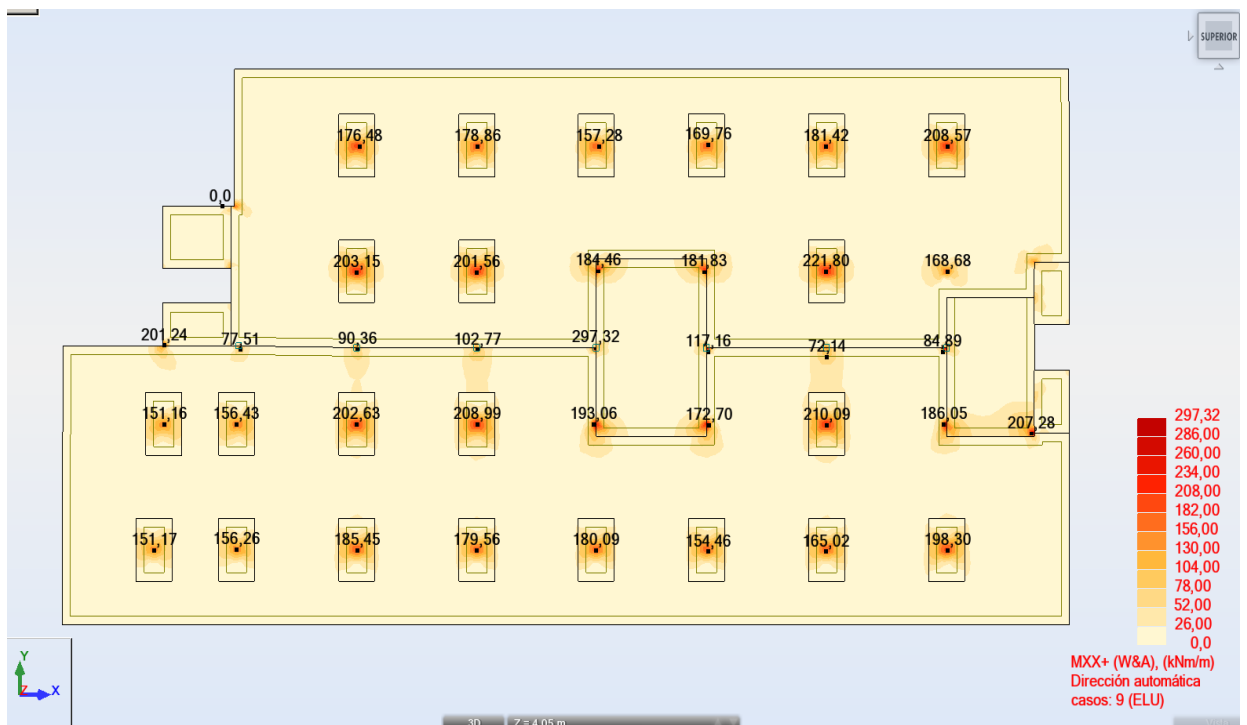 SUPERIOR
176,48 178,86 157,28 169,76 181,42 208,57
0,0
203,15 201,56 184,46 181,83 221,80 168,68
201,24 77,51 90,36 102,77 297,32 117,16 72,14 84,89
151,16 156,43 202,63 208,99 193,06 172,70 210,09 186,05 207,28
151,17 156,26 185,45 179,56 180,09 154,46 165,02 198,30
297,32
286,00
260,00
234,00
208,00
182,00
156,00
130,00
104,00
78,00
52,00
26,00
0,0
MXX+ (W&A), (kNm/m)
Dirección automática
casos: 9 (ELU)
Y
Z X
3D Z = 4,05 m